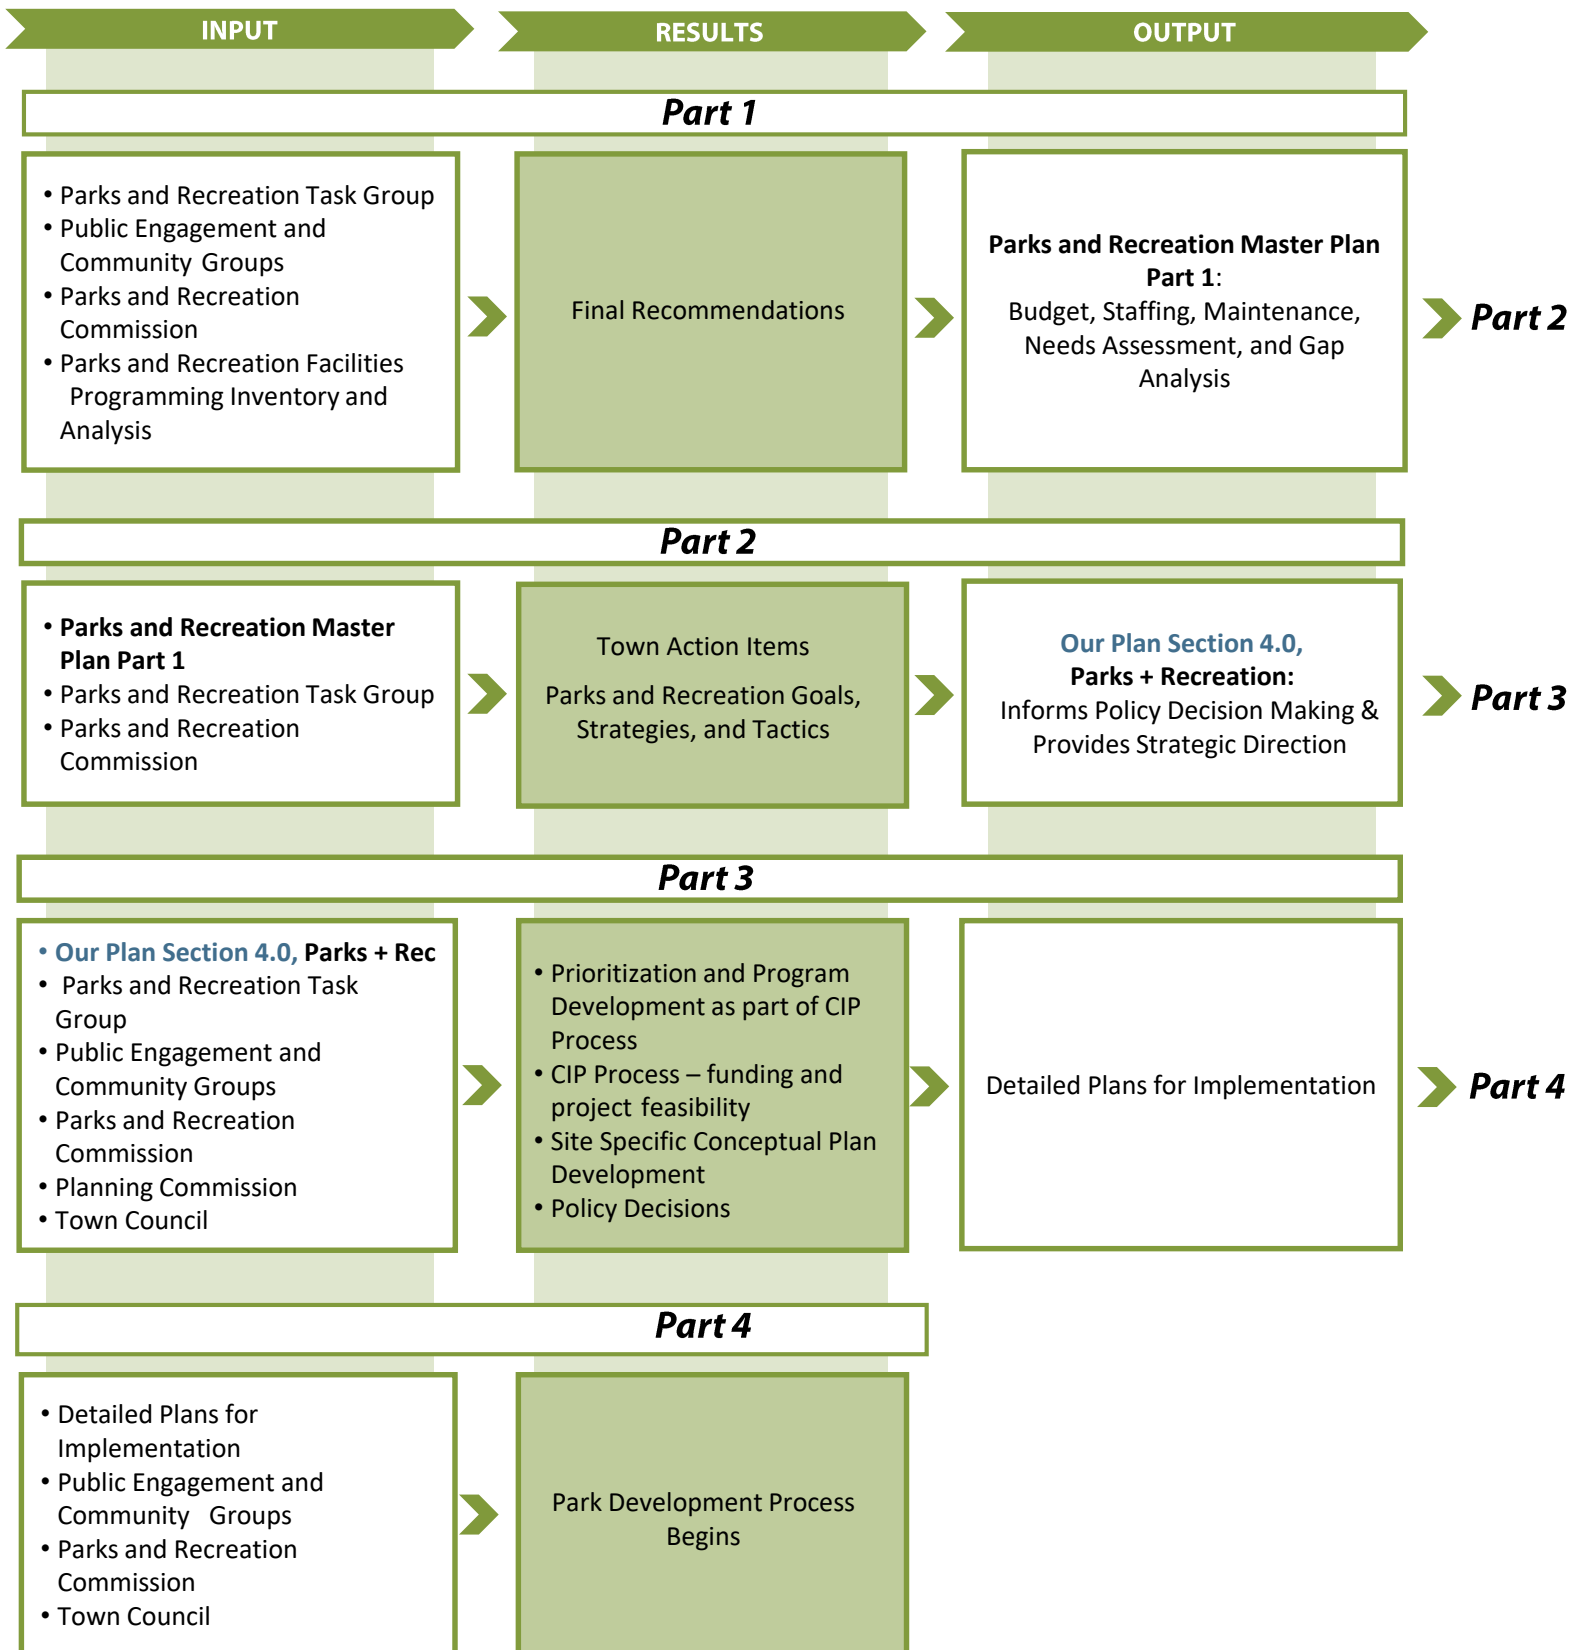 INPUT
RESULTS
OUTPUT
Part 1
• Parks and Recreation Task Group
• Public Engagement and
Community Groups
• Parks and Recreation
Commission
• Parks and Recreation Facilities
Programming Inventory and
Analysis
Final Recommendations
Parks and Recreation Master Plan
Part 1:
Budget, Staffing, Maintenance,
Needs Assessment, and Gap
Analysis
Part 2
Part 2
• Parks and Recreation Master
Plan Part 1
• Parks and Recreation Task Group
• Parks and Recreation
Commission
Town Action Items
Parks and Recreation Goals,
Strategies, and Tactics
Our Plan Section 4.0,
Parks + Recreation:
Informs Policy Decision Making &
Provides Strategic Direction
Part 3
Part 3
• Our Plan Section 4.0, Parks + Rec
• Parks and Recreation Task
Group
• Public Engagement and
Community Groups
• Parks and Recreation
Commission
• Planning Commission
• Town Council
• Prioritization and Program
Development as part of CIP
Process
• CIP Process – funding and
project feasibility
• Site Specific Conceptual Plan
Development
• Policy Decisions
Detailed Plans for Implementation
Part 4
Part 4
• Detailed Plans for
Implementation
• Public Engagement and
Community Groups
• Parks and Recreation
Commission
• Town Council
Park Development Process
Begins